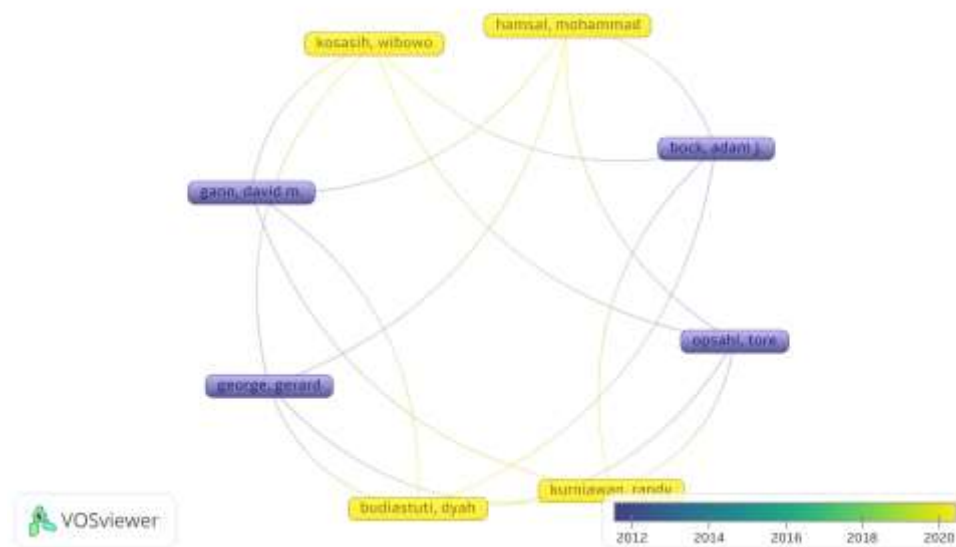 hamsal, mohammad
kosasih, wibowo
bock, adam j.
gann, david m.
opsahl, tore
george, gerard
kurniawan, randy
budiastuti, dyah
VOSviewer
2012 2014 2016 2018 2020